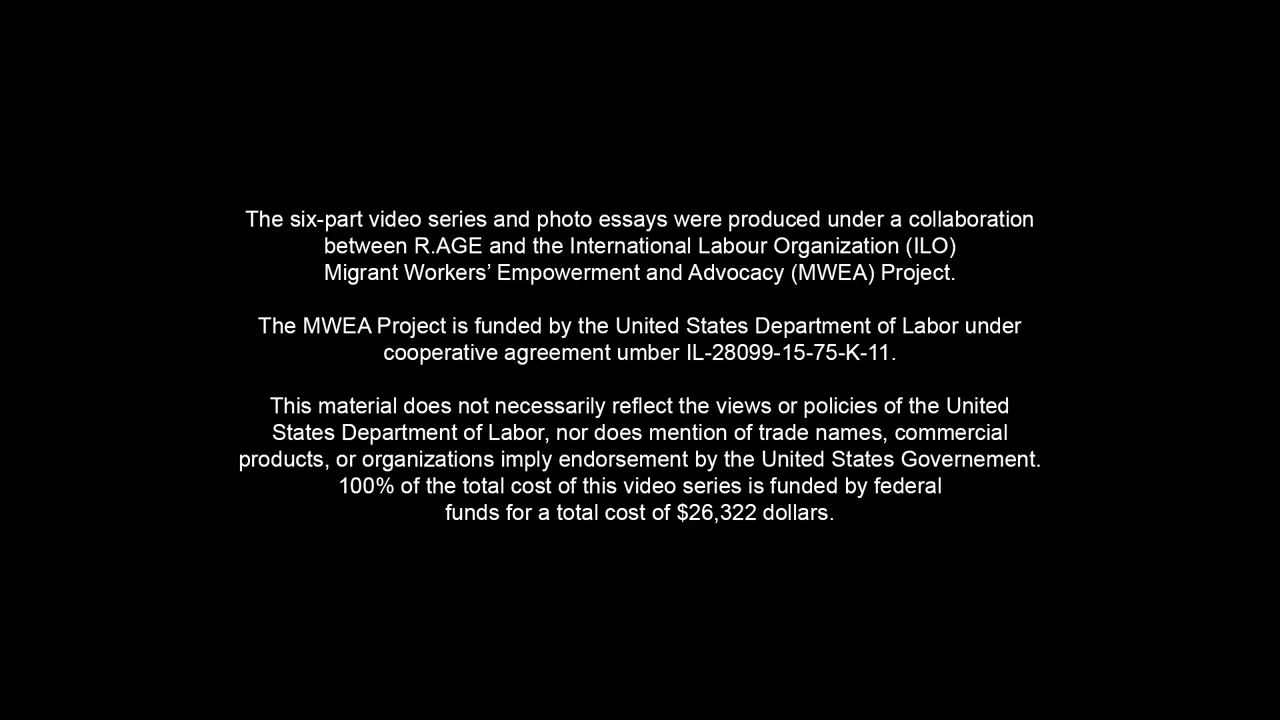 The six-part video series and photo essays were produced under a collaboration
between R.AGE and the International Labour Organization (ILO)
Migrant Workers’ Empowerment and Advocacy (MWEA) Project.
The MWEA Project is funded by the United States Department of Labor under
cooperative agreement umber IL-28099-15-75-K-11.
This material does not necessarily reflect the views or policies of the United
States Department of Labor, nor does mention of trade names, commercial
products, or organizations imply endorsement by the United States Governement.
100% of the total cost of this video series is funded by federal
funds for a total cost of $26,322 dollars.